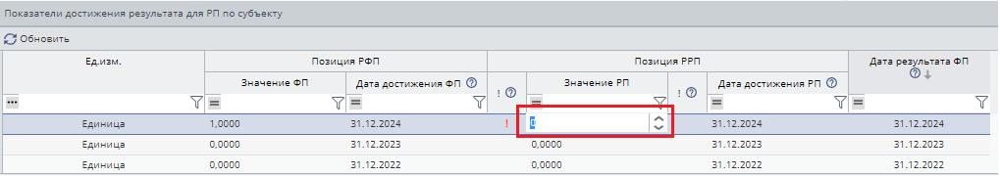 Показатели достижения результата для РП по субъекту
Обновить
Ед.изм. Позиция РФП Позиция РРП Дата результата ФП
Значение ФП Дата достижения ФП ! Значение РП ! Дата достижения РП
Единица 1,0000 31.12.2024 ! 31.12.2024 31.12.2024
Единица 0,0000 31.12.2023 0,0000 31.12.2023 31.12.2023
Единица 0,0000 31.12.2022 0,0000 31.12.2022 31.12.2022